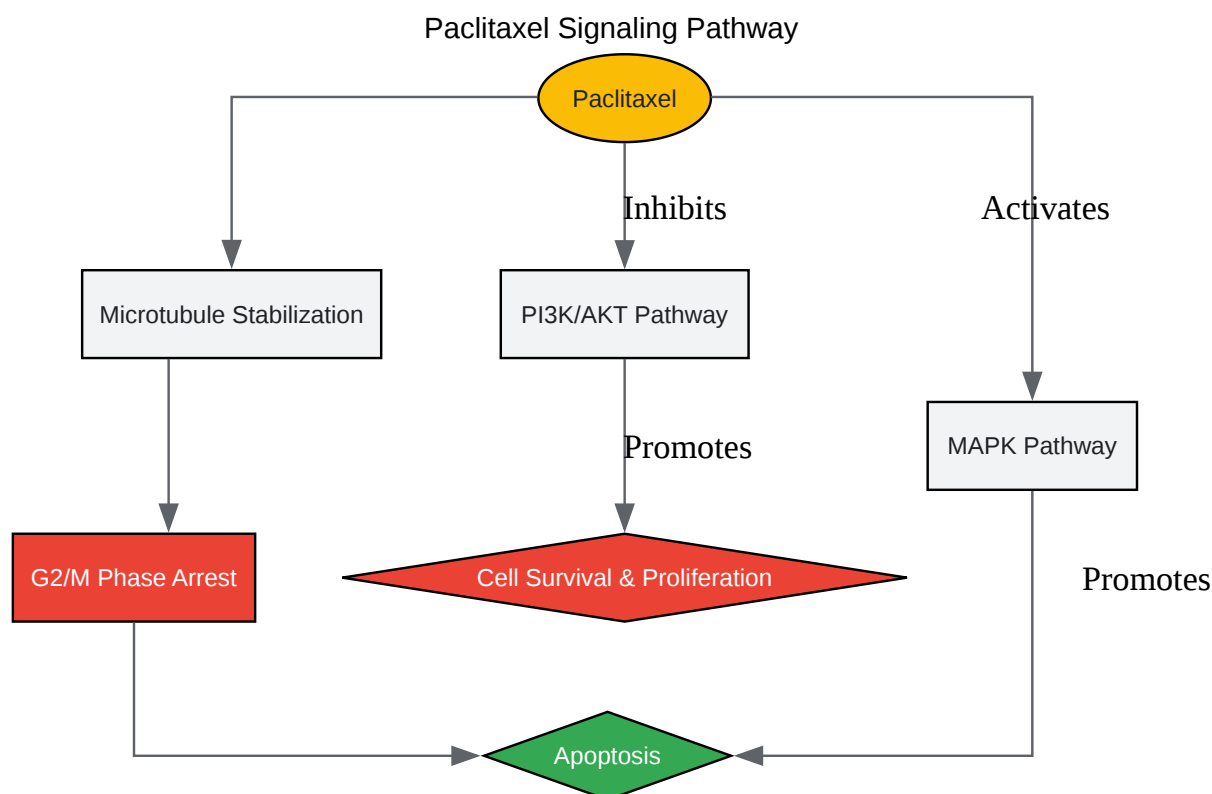 Paclitaxel Signaling Pathway
Paclitaxel
Inhibits
Activates
Microtubule Stabilization
PI3K/AKT Pathway
Promotes
MAPK Pathway
G2/M Phase Arrest
Cell Survival & Proliferation
Promotes
Apoptosis